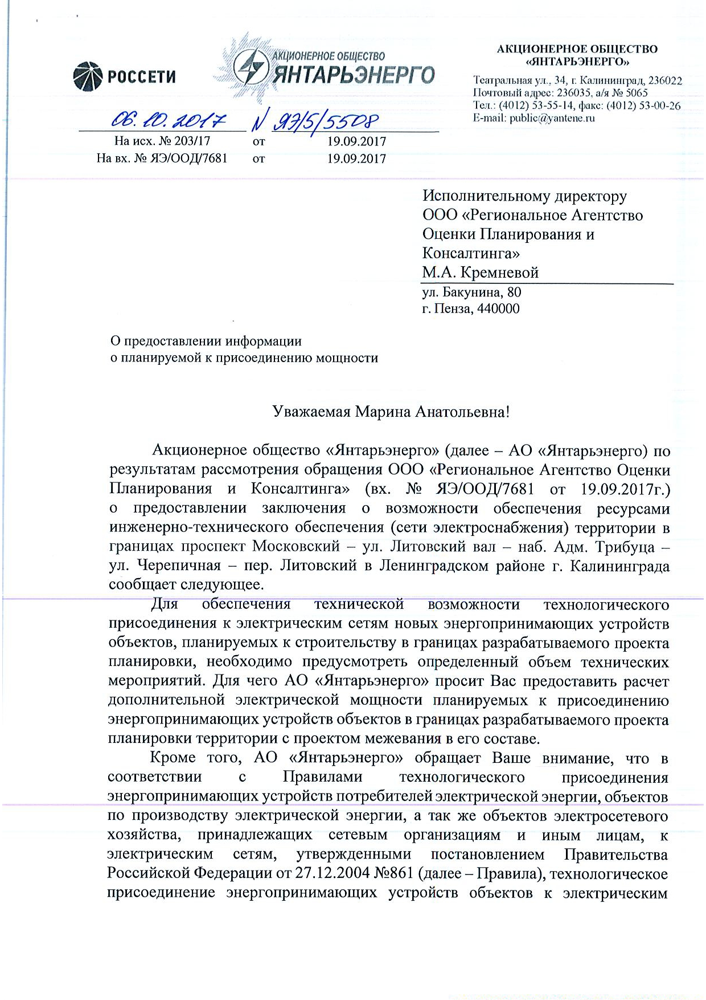 РОССЕТИ
АКЦИОНЕРНОЕ ОБЩЕСТВО
ЯНТАРЬЭНЕРГО
АКЦИОНЕРНОЕ ОБЩЕСТВО
«ЯНТАРЬЭНЕРГО»
Театральная ул., 34, г. Калининград, 236022
Почтовый адрес: 236035, а/я № 5065
Тел.: (4012) 53-55-14, факс: (4012) 53-00-26
E-mail: public@yantene.ru
06.10.2017 N ЯЭ/5/5508
На исх. № 203/17 от 19.09.2017
На вх. № ЯЭ/ООД/7681 от 19.09.2017
Исполнительному директору
ООО «Региональное Агентство
Оценки Планирования и
Консалтинга»
М.А. Кремневой
ул. Бакунина, 80
г. Пенза, 440000
О предоставлении информации
о планируемой к присоединению мощности
Уважаемая Марина Анатольевна!
Акционерное общество «Янтарьэнерго» (далее – АО «Янтарьэнерго) по
результатам рассмотрения обращения ООО «Региональное Агентство Оценки
Планирования и Консалтинга» (вх. № ЯЭ/ООД/7681 от 19.09.2017г.)
о предоставлении заключения о возможности обеспечения ресурсами
инженерно-технического обеспечения (сети электроснабжения) территории в
границах проспект Московский – ул. Литовский вал – наб. Адм. Трибуца –
ул. Черепичная – пер. Литовский в Ленинградском районе г. Калининграда
сообщает следующее.
Для обеспечения технической возможности технологического
присоединения к электрическим сетям новых энергопринимающих устройств
объектов, планируемых к строительству в границах разрабатываемого проекта
планировки, необходимо предусмотреть определенный объем технических
мероприятий. Для чего АО «Янтарьэнерго» просит Вас предоставить расчет
дополнительной электрической мощности планируемых к присоединению
энергопринимающих устройств объектов в границах разрабатываемого проекта
планировки территории с проектом межевания в его составе.
Кроме того, АО «Янтарьэнерго» обращает Ваше внимание, что в
соответствии с Правилами технологического присоединения
энергопринимающих устройств потребителей электрической энергии, объектов
по производству электрической энергии, а так же объектов электросетевого
хозяйства, принадлежащих сетевым организациям и иным лицам, к
электрическим сетям, утвержденными постановлением Правительства
Российской Федерации от 27.12.2004 №861 (далее – Правила), технологическое
присоединение энергопринимающих устройств объектов к электрическим